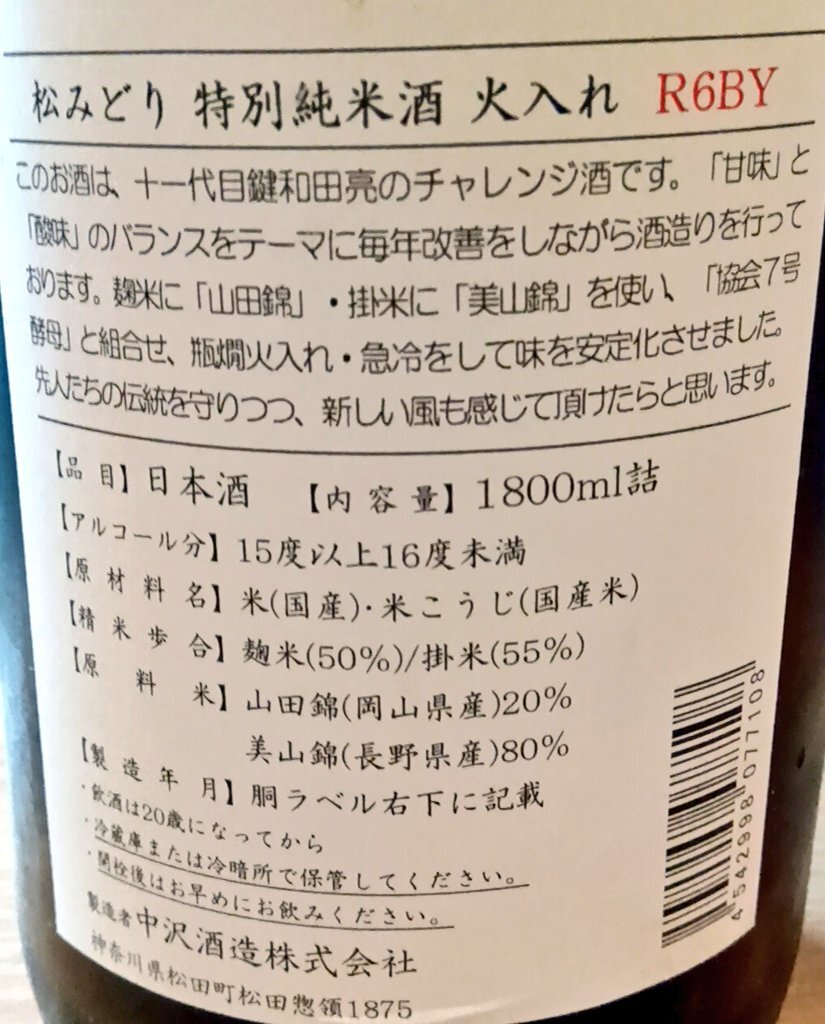 松みどり 特別純米酒 火入れ R6BY
このお酒は、十一代目鍵和田亮のチャレンジ酒です。「甘味」と
「酸味」のバランスをテーマに毎年改善をしながら酒造りを行って
おります。麹米に「山田錦」・掛米に「美山錦」を使い、「協会7号
酵母」と組合せ、瓶燗火入れ・急冷をして味を安定化させました。
先人たちの伝統を守りつつ、新しい風も感じて頂けたらと思います。
【品目】日本酒 【内容量】1800ml詰
【アルコール分】15度以上16度未満
【原材料名】米(国産)・米こうじ(国産米)
【精米歩合】麹米(50%)/掛米(55%)
【原料米】山田錦(岡山県産)20%
美山錦(長野県産)80%
【製造年月】胴ラベル右下に記載
・飲酒は20歳になってから
・冷蔵庫または冷暗所で保管してください。
・開栓後はお早めにお飲みください。
製造者 中沢酒造株式会社
神奈川県松田町松田惣領1875
4542998077108